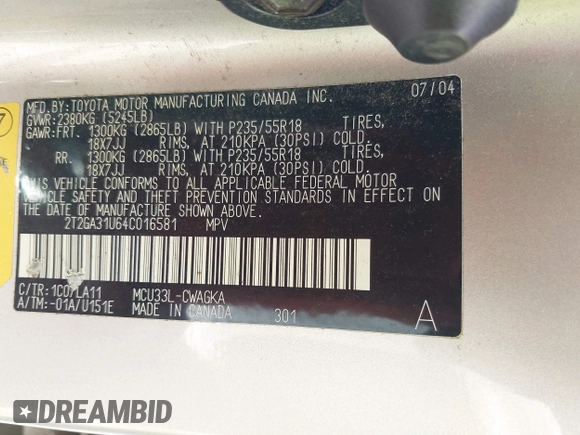 MFD. BY: TOYOTA MOTOR MANUFACTURING CANADA INC. 07/04
GVWR: 2380KG (5245LB)
GAWR: FRT. 1300KG (2865LB) WITH P235/55R18 TIRES,
18X7JJ RIMS, AT 210KPA (30PSI) COLD.
RR. 1300KG (2865LB) WITH P235/55R18 TIRES,
18X7JJ RIMS, AT 210KPA (30PSI) COLD.
THIS VEHICLE CONFORMS TO ALL APPLICABLE FEDERAL MOTOR
VEHICLE SAFETY AND THEFT PREVENTION STANDARDS IN EFFECT ON
THE DATE OF MANUFACTURE SHOWN ABOVE.
2T2GA31U64C016581 MPV
C/TR: 1C0/LA11 MCU33L-CWAGKA
A/TM: -01A/U151E MADE IN CANADA 301 A
7
DREAMBID